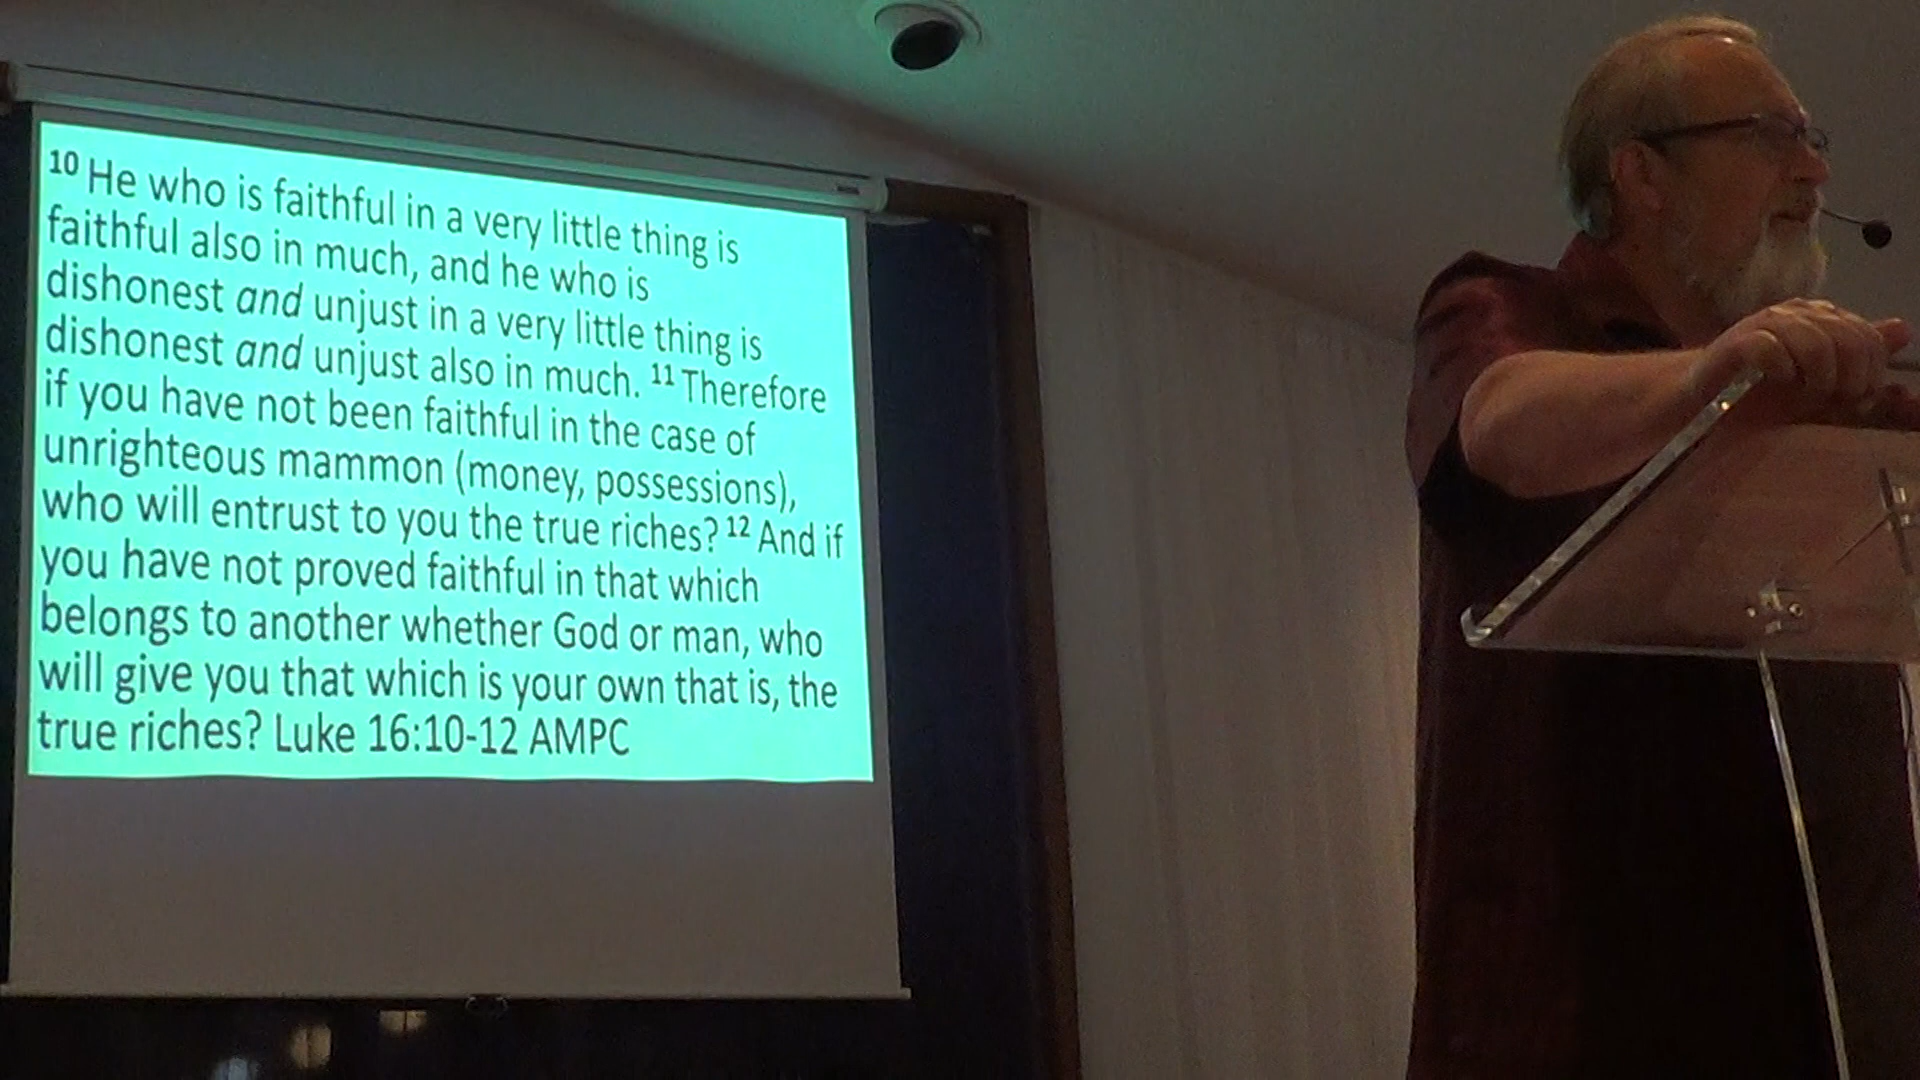 10 He who is faithful in a very little thing is
faithful also in much, and he who is
dishonest and unjust in a very little thing is
dishonest and unjust also in much. 11 Therefore
if you have not been faithful in the case of
unrighteous mammon (money, possessions),
who will entrust to you the true riches? 12 And if
you have not proved faithful in that which
belongs to another whether God or man, who
will give you that which is your own that is, the
true riches? Luke 16:10-12 AMPC